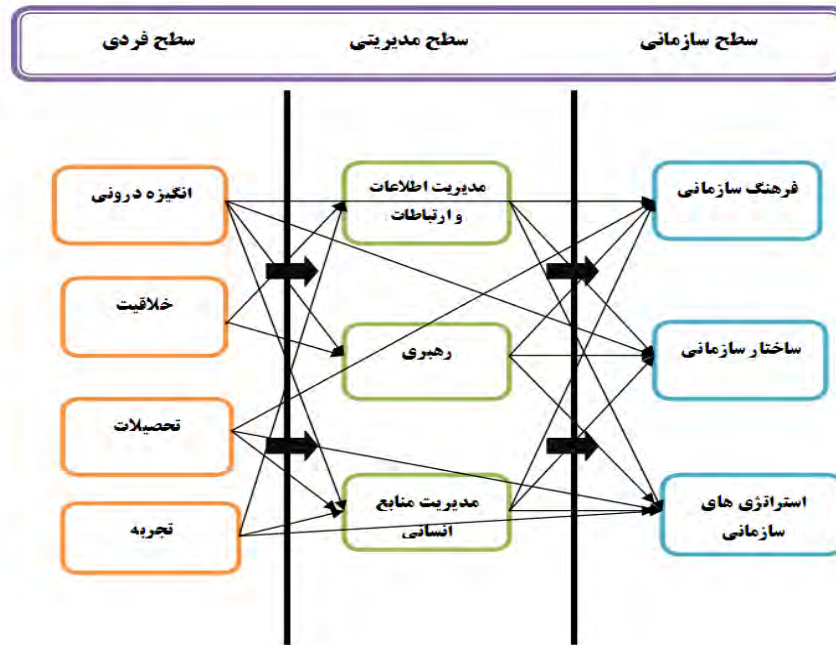 سطح سازمانی
سطح مدیریتی
سطح فردی
انگیزه درونی
خلاقیت
تحصیلات
تجربه
مدیریت اطلاعات
و ارتباطات
رهبری
مدیریت منابع
انسانی
فرهنگ سازمانی
ساختار سازمانی
استراتژی های
سازمانی